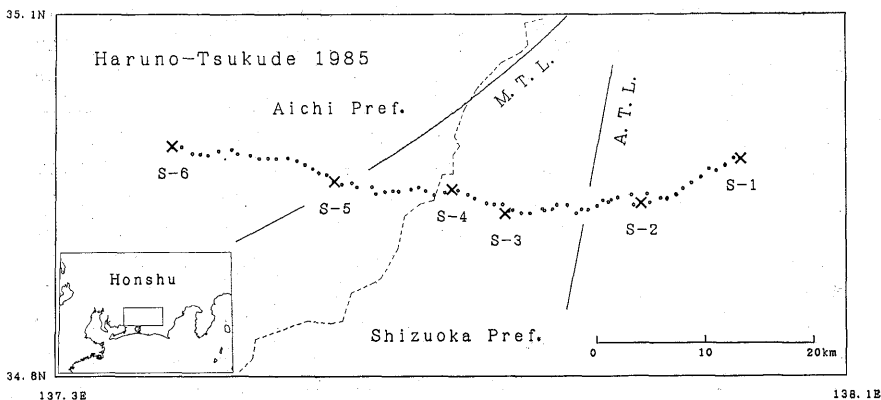 35.1N
Haruno-Tsukude 1985
Aichi Pref.
M. T. L.
A. T. L.
S-6
S-5
S-4
S-3
S-2
S-1
Honshu
Shizuoka Pref.
0 10 20km
34.8N
137.3E
138.1E